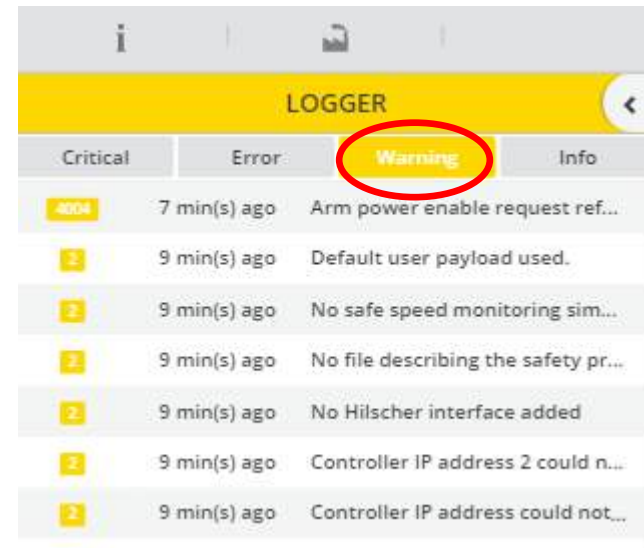 i
LOGGER
Critical Error Warning Info
4004 7 min(s) ago Arm power enable request ref...
2 9 min(s) ago Default user payload used.
2 9 min(s) ago No safe speed monitoring sim...
2 9 min(s) ago No file describing the safety pr...
2 9 min(s) ago No Hilscher interface added
2 9 min(s) ago Controller IP address 2 could n...
2 9 min(s) ago Controller IP address could not...